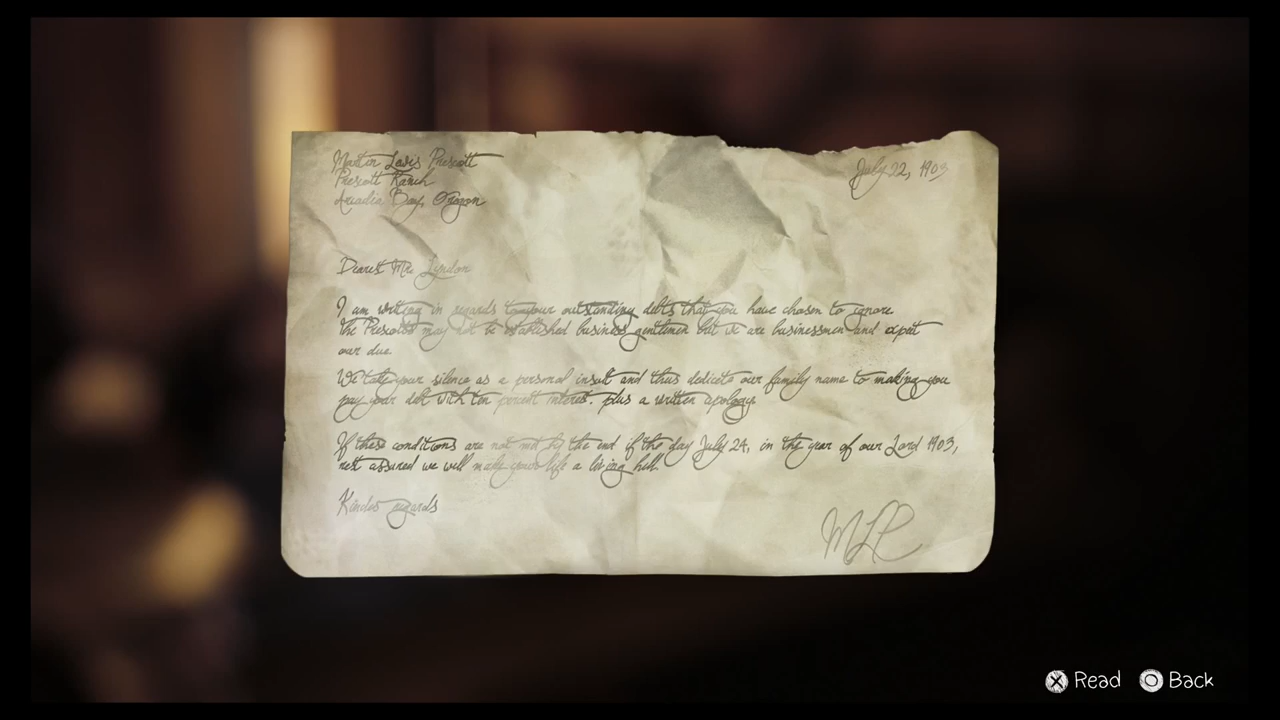 Martin Lewis Prescott
July 22, 1903
Prescott Ranch
Arcadia Bay, Oregon
Dearest Mr. Lyndon
I am writing in regards to your outstanding debts that you have chosen to ignore.
The Prescotts may not be established business gentlemen but we are businessmen and expect
our due.
We take your silence as a personal insult and thus dedicate our family name to making you
pay your debt with ten percent interest. plus a written apology.
If these conditions are not met by the end if the day July 24, in the year of our Lord 1903,
rest assured we will make your life a living hell.
Kindes regards
MLP
Read Back